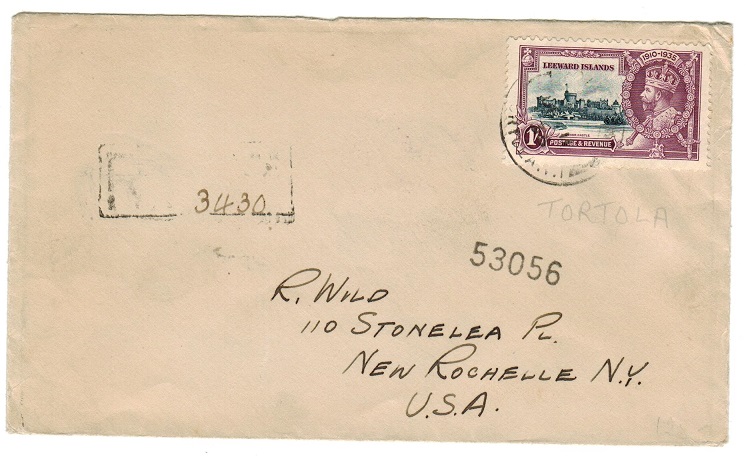 1910-1935
LEEWARD ISLANDS
1/-
POSTAGE & REVENUE
TORTOLA
R
3430
53056
R. WILD
110 STONELEA PL.
NEW ROCHELLE N.Y.
U.S.A.